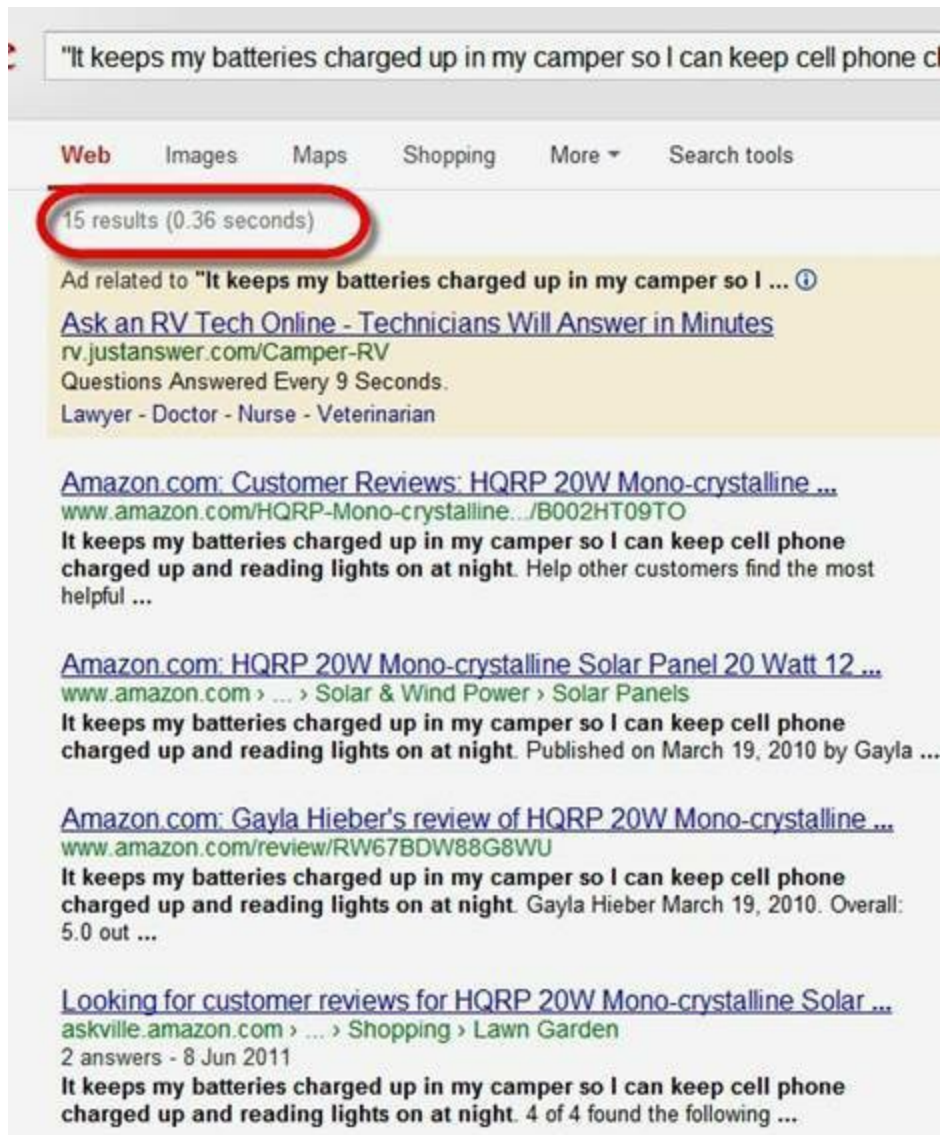 "It keeps my batteries charged up in my camper so I can keep cell phone
Web Images Maps Shopping More Search tools
15 results (0.36 seconds)
Ad related to "It keeps my batteries charged up in my camper so I ...
Ask an RV Tech Online - Technicians Will Answer in Minutes
rv.justanswer.com/Camper-RV
Questions Answered Every 9 Seconds.
Lawyer - Doctor - Nurse - Veterinarian
Amazon.com: Customer Reviews: HQRP 20W Mono-crystalline ...
www.amazon.com/HQRP-Mono-crystalline.../B002HT09TO
It keeps my batteries charged up in my camper so I can keep cell phone
charged up and reading lights on at night. Help other customers find the most
helpful ...
Amazon.com: HQRP 20W Mono-crystalline Solar Panel 20 Watt 12 ...
www.amazon.com › ... › Solar & Wind Power › Solar Panels
It keeps my batteries charged up in my camper so I can keep cell phone
charged up and reading lights on at night. Published on March 19, 2010 by Gayla ...
Amazon.com: Gayla Hieber's review of HQRP 20W Mono-crystalline ...
www.amazon.com/review/RW67BDW88G8WU
It keeps my batteries charged up in my camper so I can keep cell phone
charged up and reading lights on at night. Gayla Hieber March 19, 2010. Overall:
5.0 out ...
Looking for customer reviews for HQRP 20W Mono-crystalline Solar ...
askville.amazon.com › ... › Shopping › Lawn Garden
2 answers - 8 Jun 2011
It keeps my batteries charged up in my camper so I can keep cell phone
charged up and reading lights on at night. 4 of 4 found the following ...